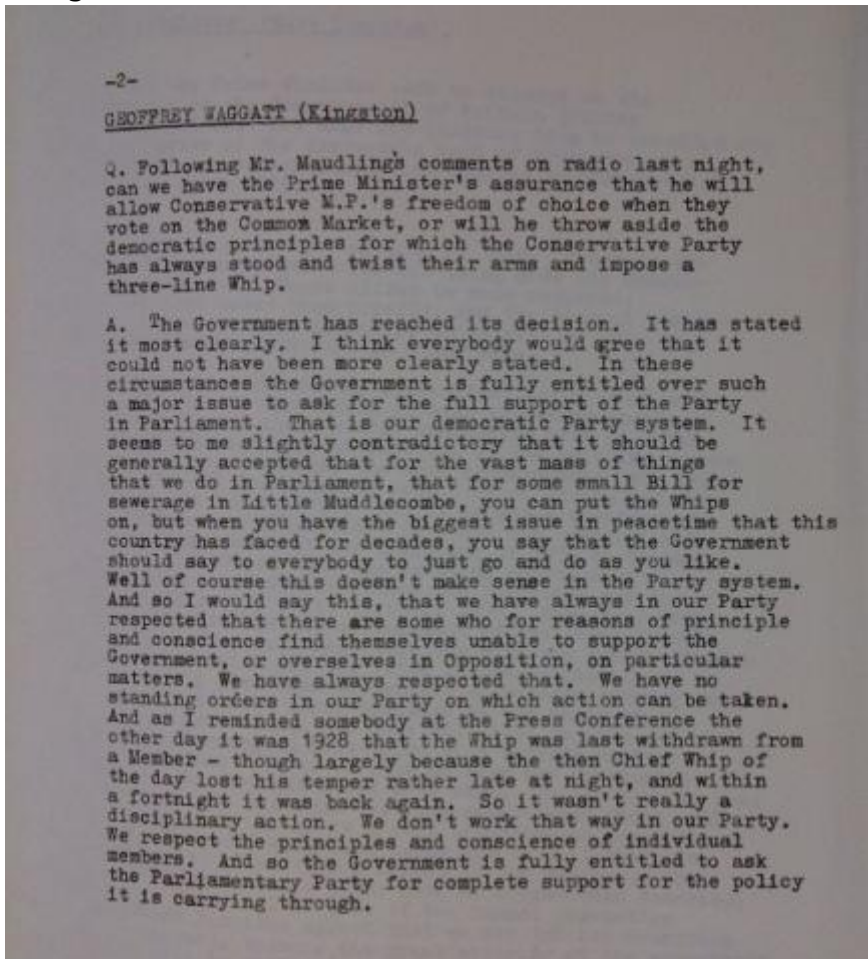 -2-
GEOFFREY WAGGATT (Kingston)
Q. Following Mr. Maudling's comments on radio last night,
can we have the Prime Minister's assurance that he will
allow Conservative M.P.'s freedom of choice when they
vote on the Common Market, or will he throw aside the
democratic principles for which the Conservative Party
has always stood and twist their arms and impose a
three-line Whip.
A. The Government has reached its decision. It has stated
it most clearly. I think everybody would agree that it
could not have been more clearly stated. In these
circumstances the Government is fully entitled over such
a major issue to ask for the full support of the Party
in Parliament. That is our democratic Party system. It
seems to me slightly contradictory that it should be
generally accepted that for the vast mass of things
that we do in Parliament, that for some small Bill for
sewerage in Little Muddlecombe, you can put the Whips
on, but when you have the biggest issue in peacetime that this
country has faced for decades, you say that the Government
should say to everybody to just go and do as you like.
Well of course this doesn't make sense in the Party system.
And so I would say this, that we have always in our Party
respected that there are some who for reasons of principle
and conscience find themselves unable to support the
Government, or overselves in Opposition, on particular
matters. We have always respected that. We have no
standing orders in our Party on which action can be taken.
And as I reminded somebody at the Press Conference the
other day it was 1928 that the Whip was last withdrawn from
a Member - though largely because the then Chief Whip of
the day lost his temper rather late at night, and within
a fortnight it was back again. So it wasn't really a
disciplinary action. We don't work that way in our Party.
We respect the principles and conscience of individual
members. And so the Government is fully entitled to ask
the Parliamentary Party for complete support for the policy
it is carrying through.